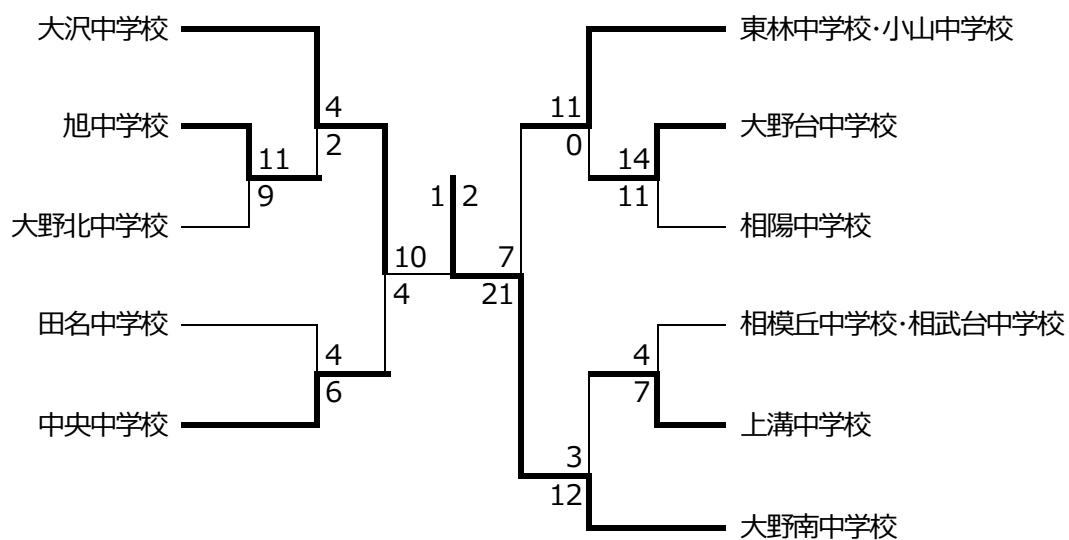 大沢中学校
旭中学校
大野北中学校
田名中学校
中央中学校
4
2
11
9
4
6
10
4
1 2
7
21
11
0
14
11
4
7
3
12
東林中学校・小山中学校
大野台中学校
相陽中学校
相模丘中学校・相武台中学校
上溝中学校
大野南中学校